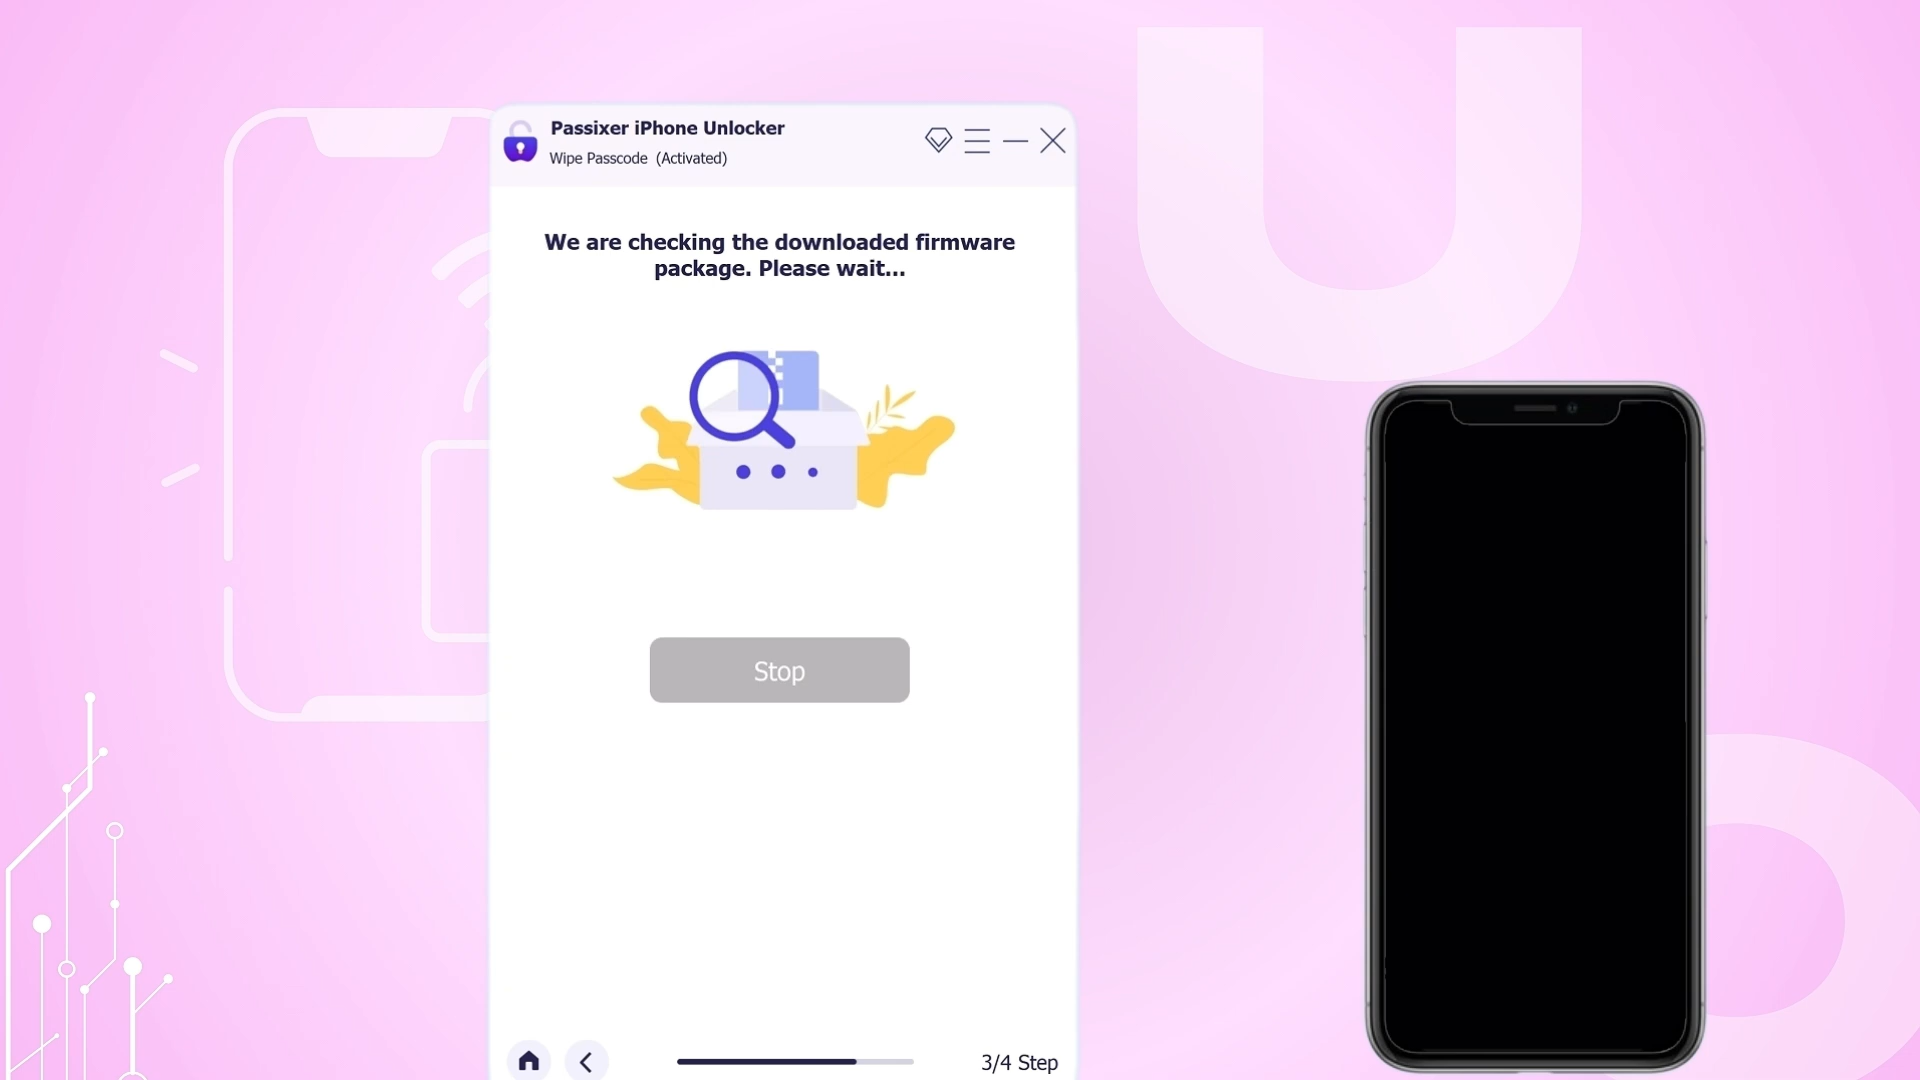 Passixer iPhone Unlocker
Wipe Passcode (Activated)
We are checking the downloaded firmware
package. Please wait...
Stop
3/4 Step